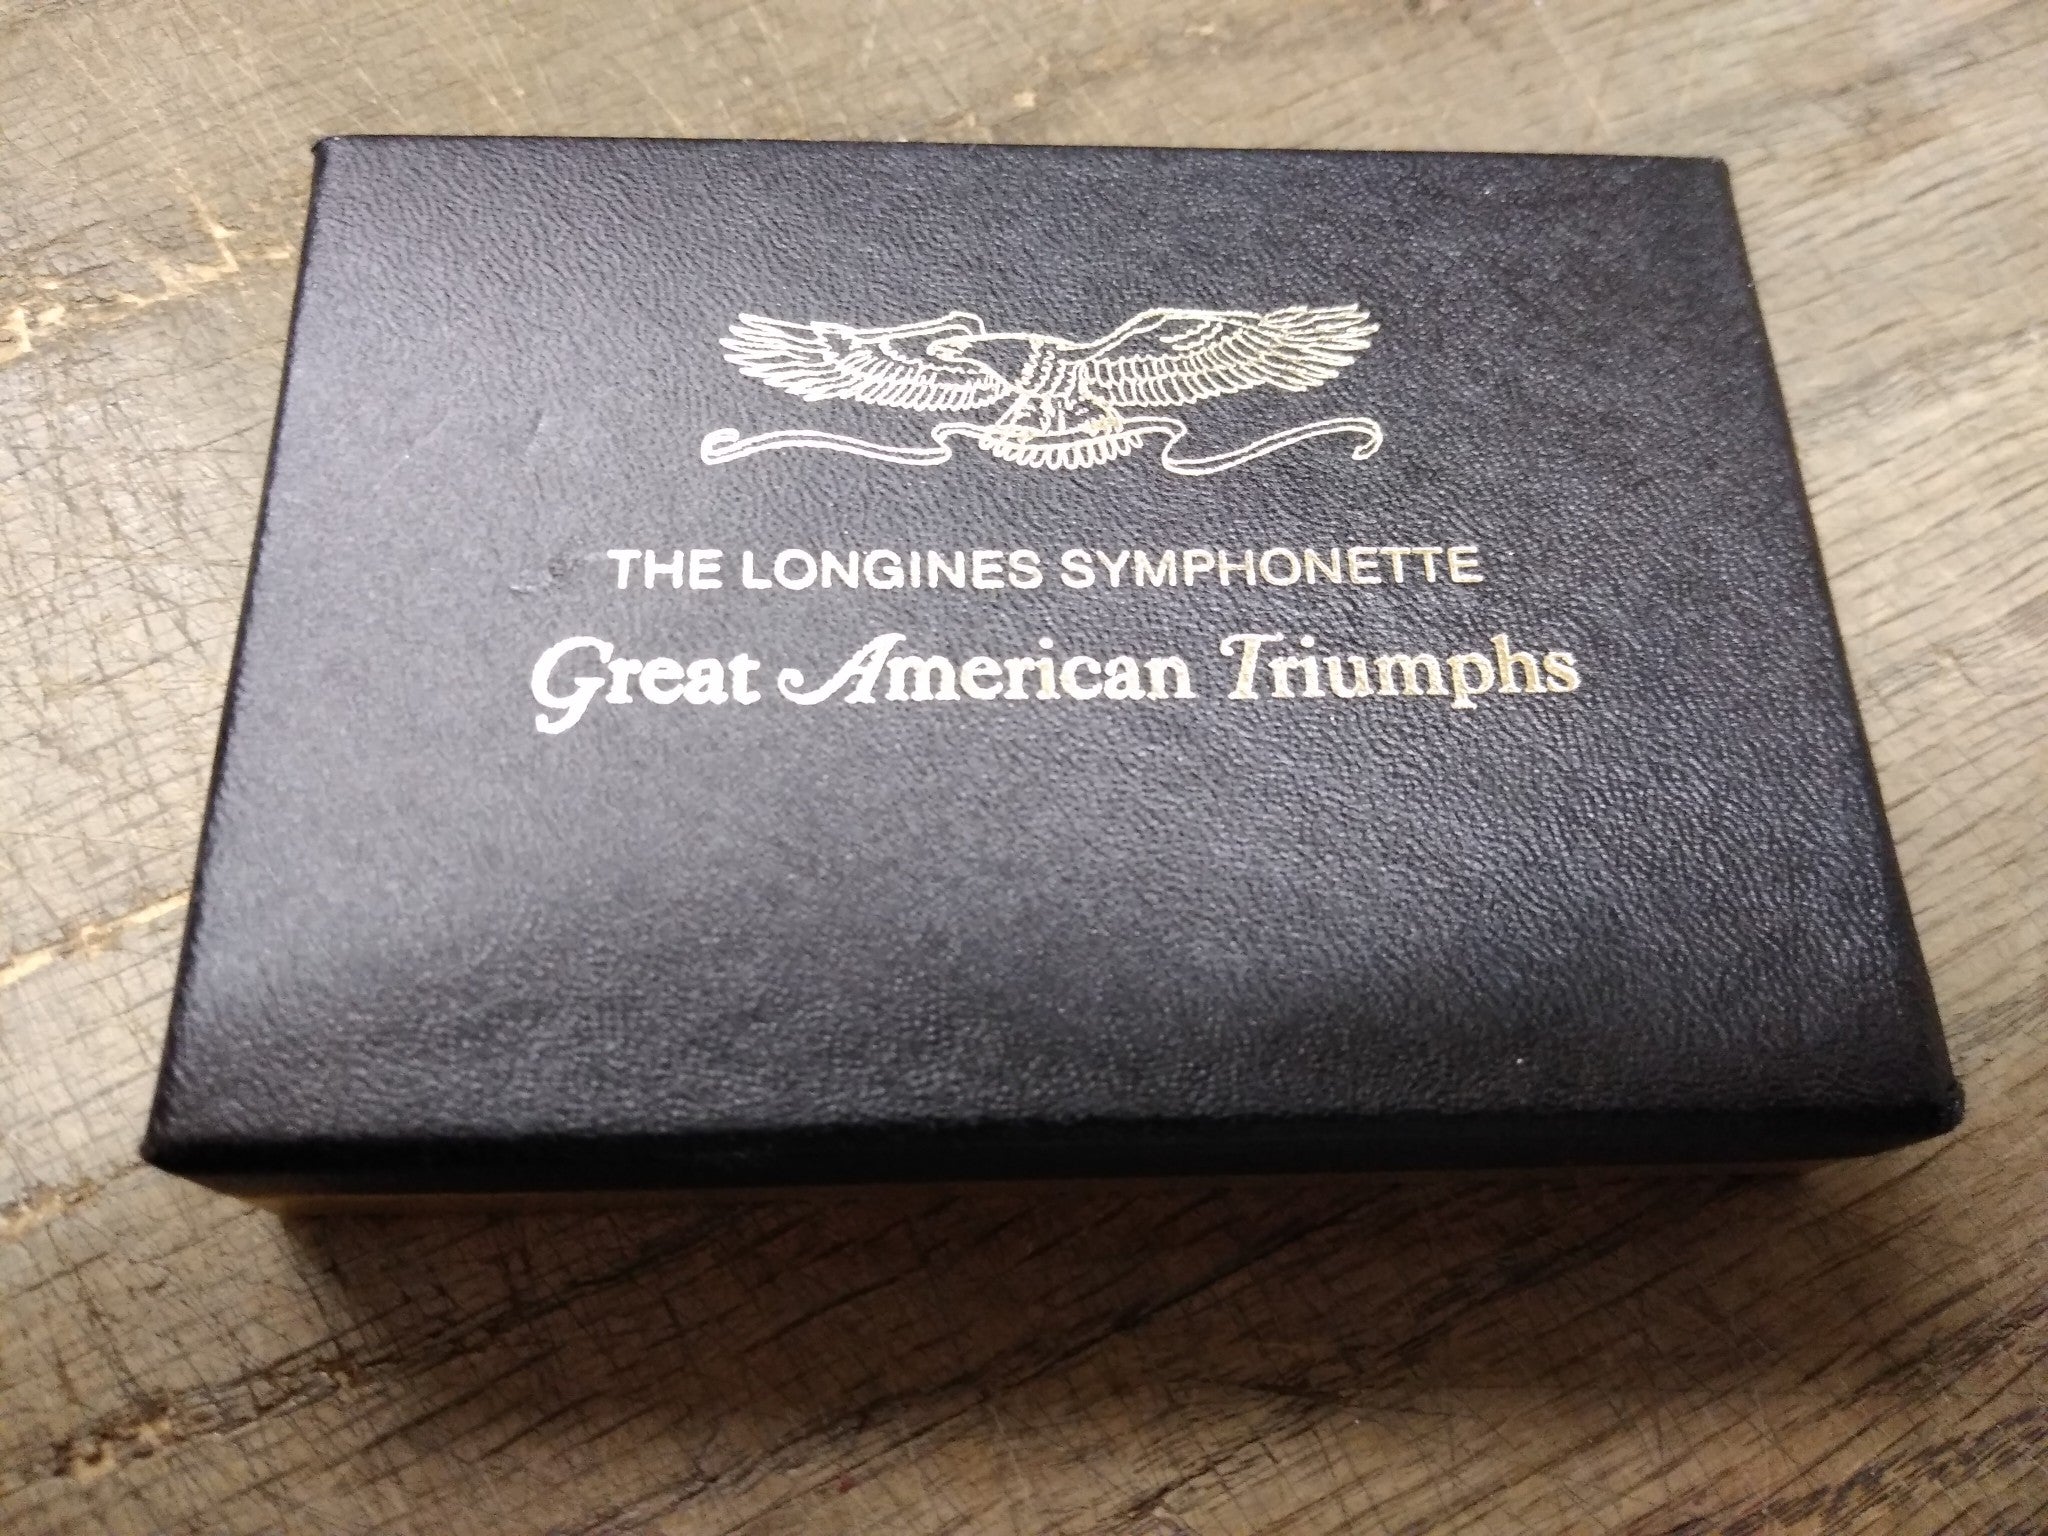 THE LONGINES SYMPHONETTE
Great American Triumphs